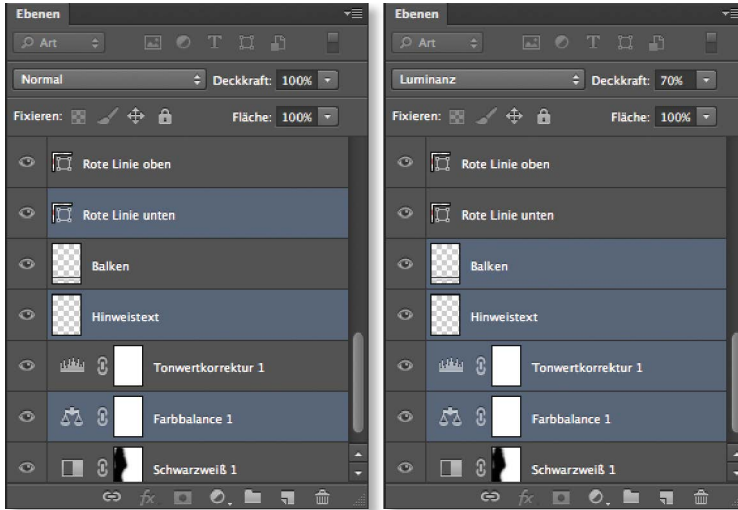 Ebenen
Art
Normal Deckkraft: 100%
Fixieren: Fläche: 100%
Rote Linie oben
Rote Linie unten
Balken
Hinweistext
Tonwertkorrektur 1
Farbbalance 1
Schwarzweiß 1
fx
Ebenen
Art
Luminanz Deckkraft: 70%
Fixieren: Fläche: 100%
Rote Linie oben
Rote Linie unten
Balken
Hinweistext
Tonwertkorrektur 1
Farbbalance 1
Schwarzweiß 1
fx